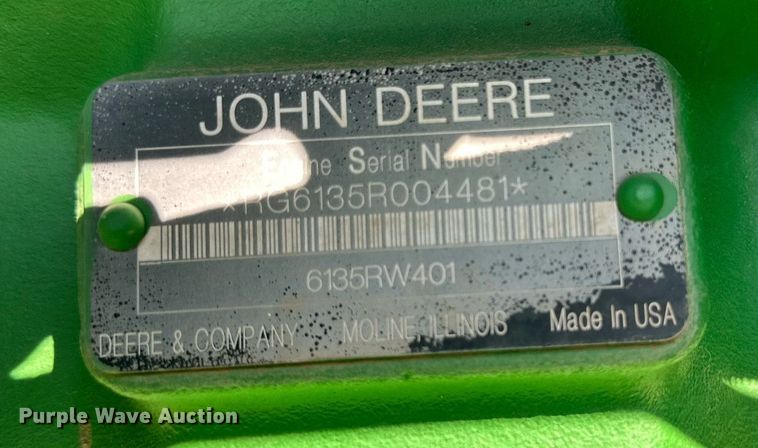 JOHN DEERE
Engine Serial Number
*RG6135R004481*
6135RW401
DEERE & COMPANY MOLINE ILLINOIS Made In USA
Purple Wave Auction